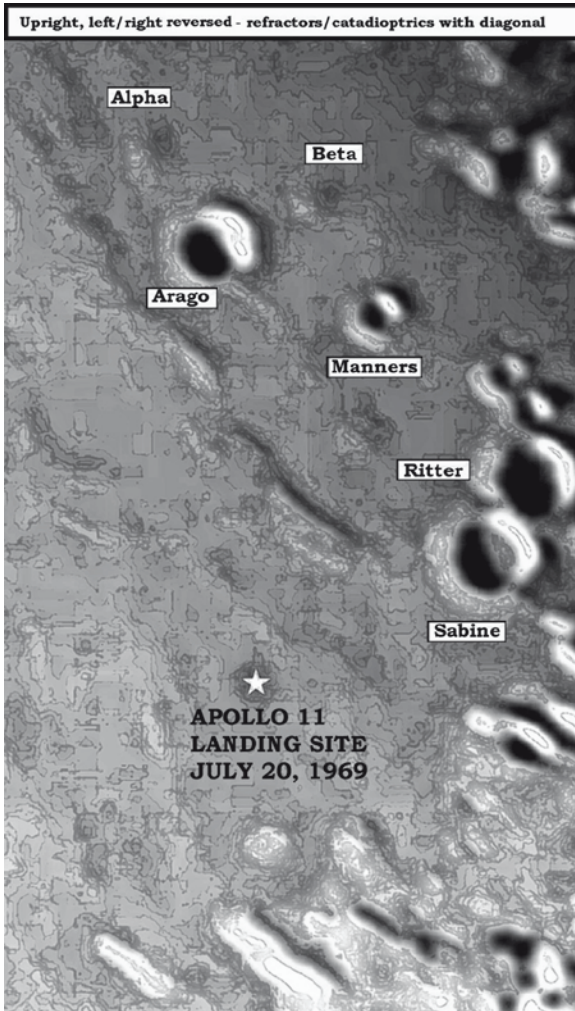 Upright, left/right reversed - refractors/catadioptrics with diagonal
Alpha
Beta
Arago
Manners
Ritter
Sabine
APOLLO 11
LANDING SITE
JULY 20, 1969